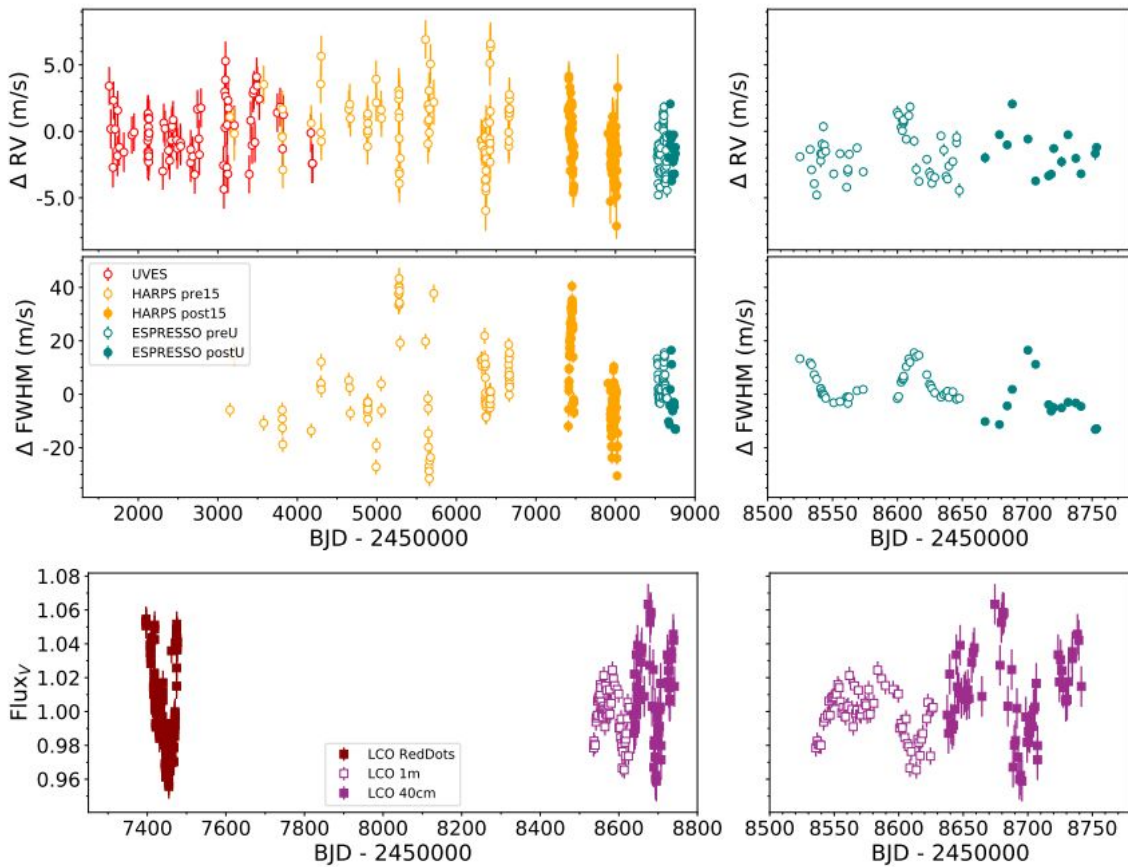 Δ RV (m/s)
5.0
0.0
-5.0
Δ RV (m/s)
Δ FWHM (m/s)
40
20
0
-20
UVES
HARPS pre15
HARPS post15
ESPRESSO preU
ESPRESSO postU
2000 3000 4000 5000 6000 7000 8000 9000
BJD - 2450000
Δ FWHM (m/s)
8500 8550 8600 8650 8700 8750
BJD - 2450000
Flux_V
1.08
1.06
1.04
1.02
1.00
0.98
0.96
LCO RedDots
LCO 1m
LCO 40cm
7400 7600 7800 8000 8200 8400 8600 8800
BJD - 2450000
8500 8550 8600 8650 8700 8750
BJD - 2450000